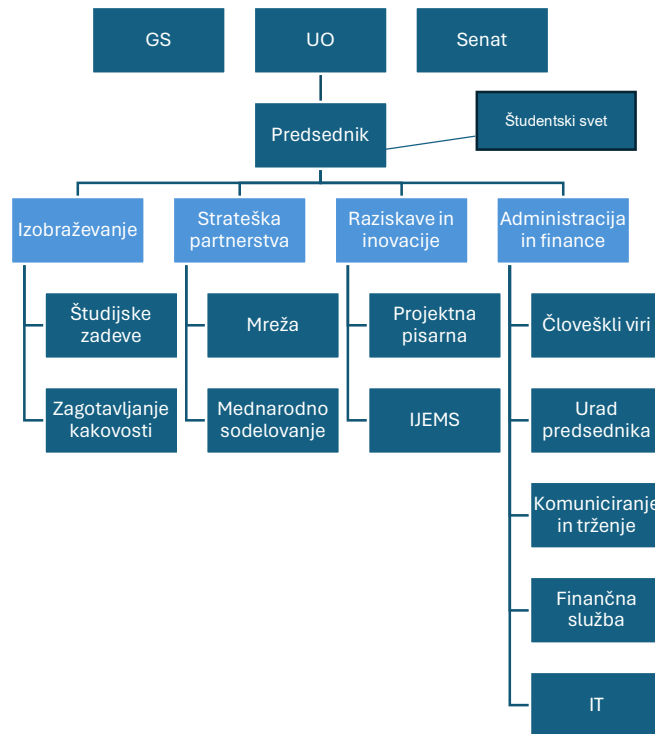 GS
UO
Senat
Predsednik
Študentski svet
Izobraževanje
Strateška
partnerstva
Raziskave in
inovacije
Administracija
in finance
Študijske
zadeve
Mreža
Projektna
pisarna
Človeškli viri
Zagotavljanje
kakovosti
Mednarodno
sodelovanje
IJEMS
Urad
predsednika
Komuniciranje
in trženje
Finančna
služba
IT